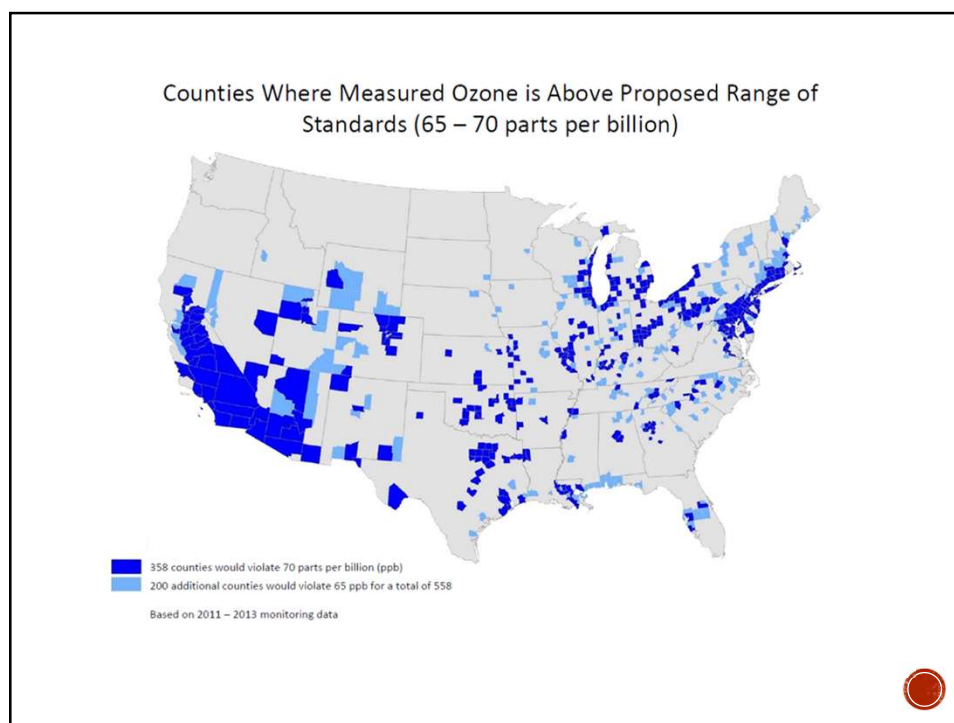 Counties Where Measured Ozone is Above Proposed Range of
Standards (65 – 70 parts per billion)
358 counties would violate 70 parts per billion (ppb)
200 additional counties would violate 65 ppb for a total of 558
Based on 2011 – 2013 monitoring data